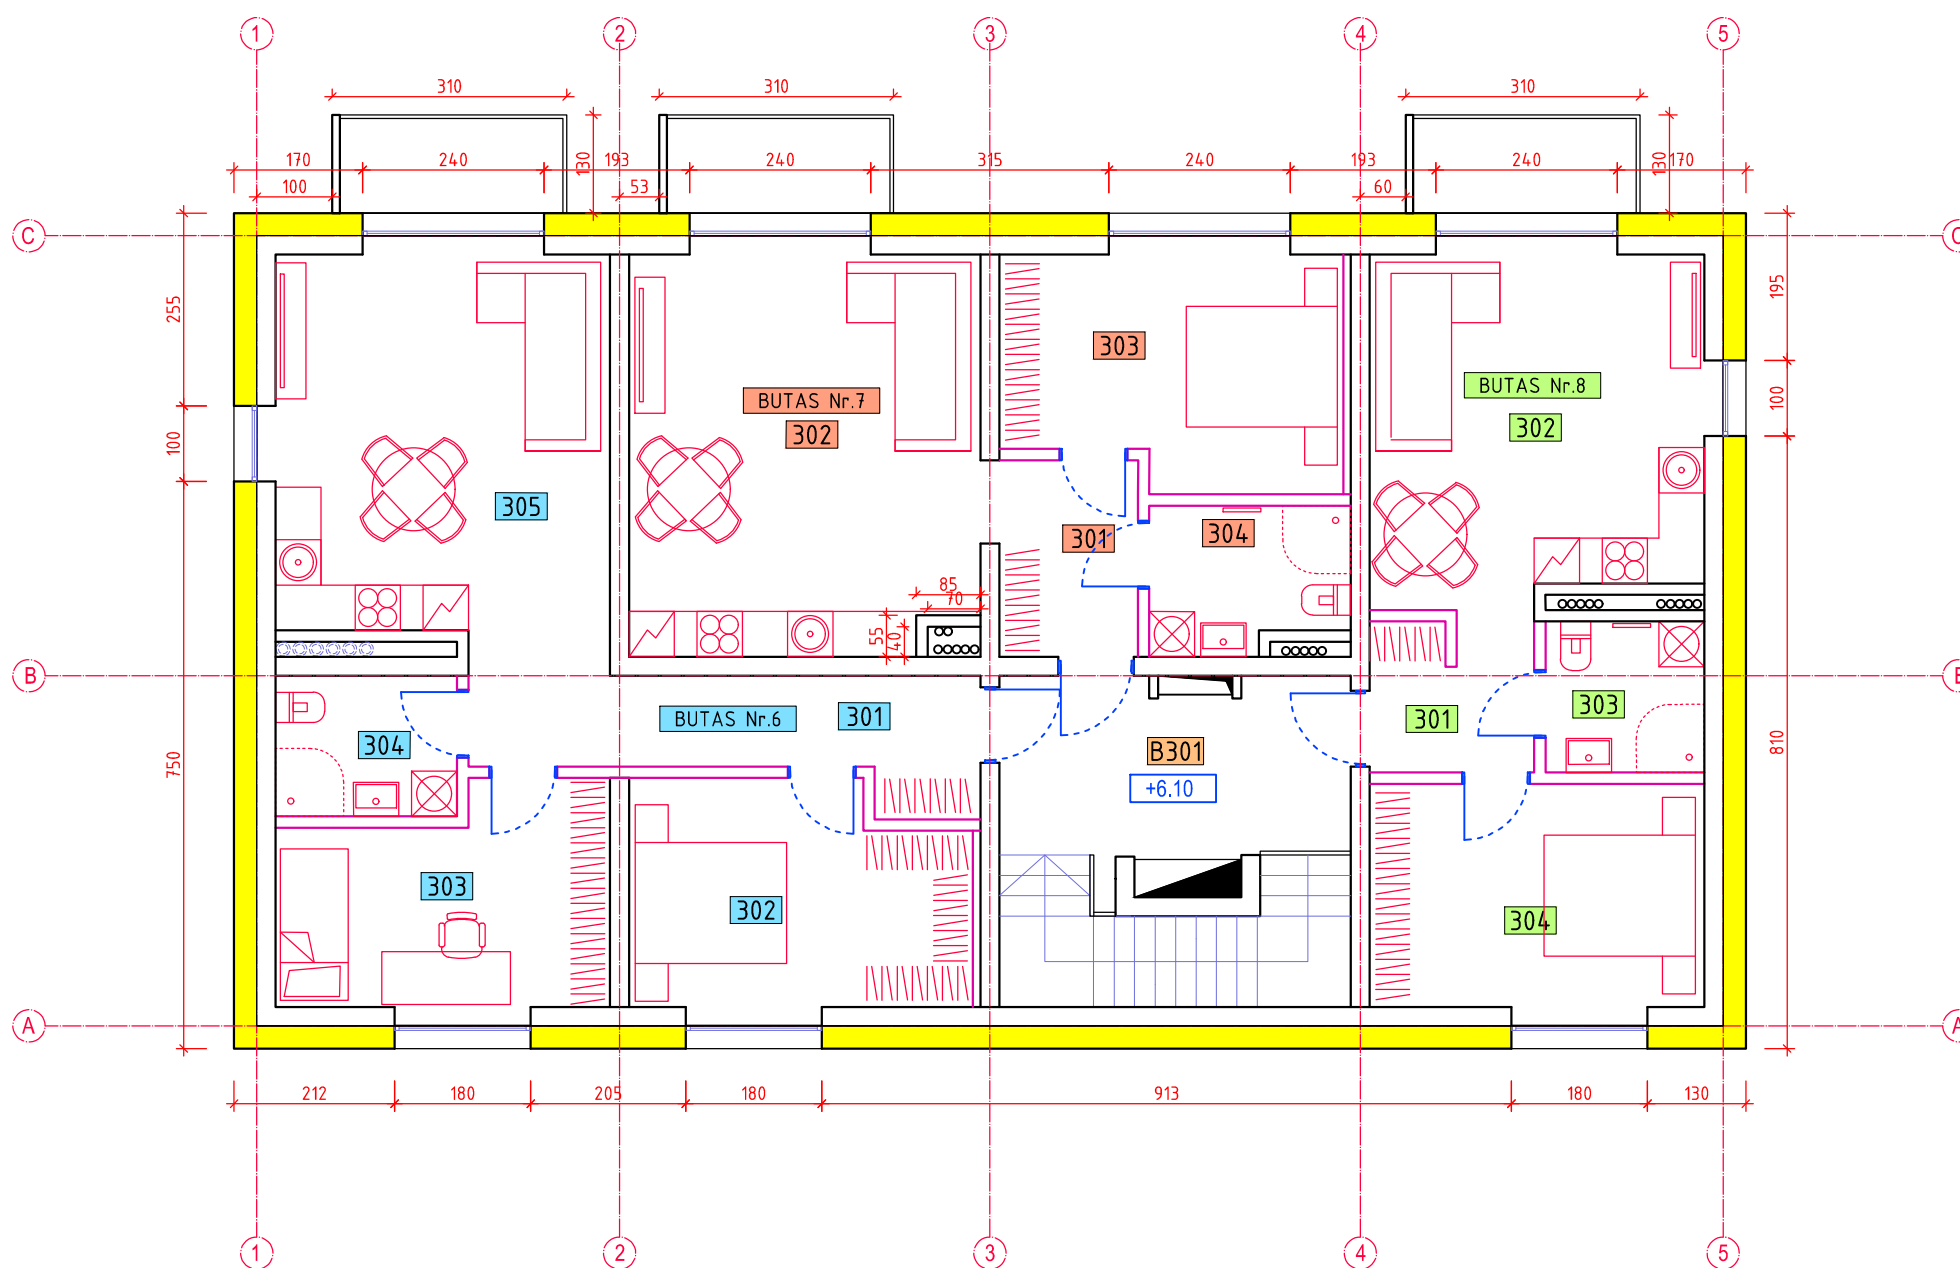 1 2 3 4 5
310 310 310
130 130
170 240 193 240 315 240 193 240 170
100 53 60
C C
255 195
303
BUTAS Nr.7 BUTAS Nr.8
302 302
100 100
305
301 304
85
70
55
40
B B
BUTAS Nr.6 301 301 303
304
B301
750 810
+6.10
303
302 304
A A
212 180 205 180 913 180 130
1 2 3 4 5